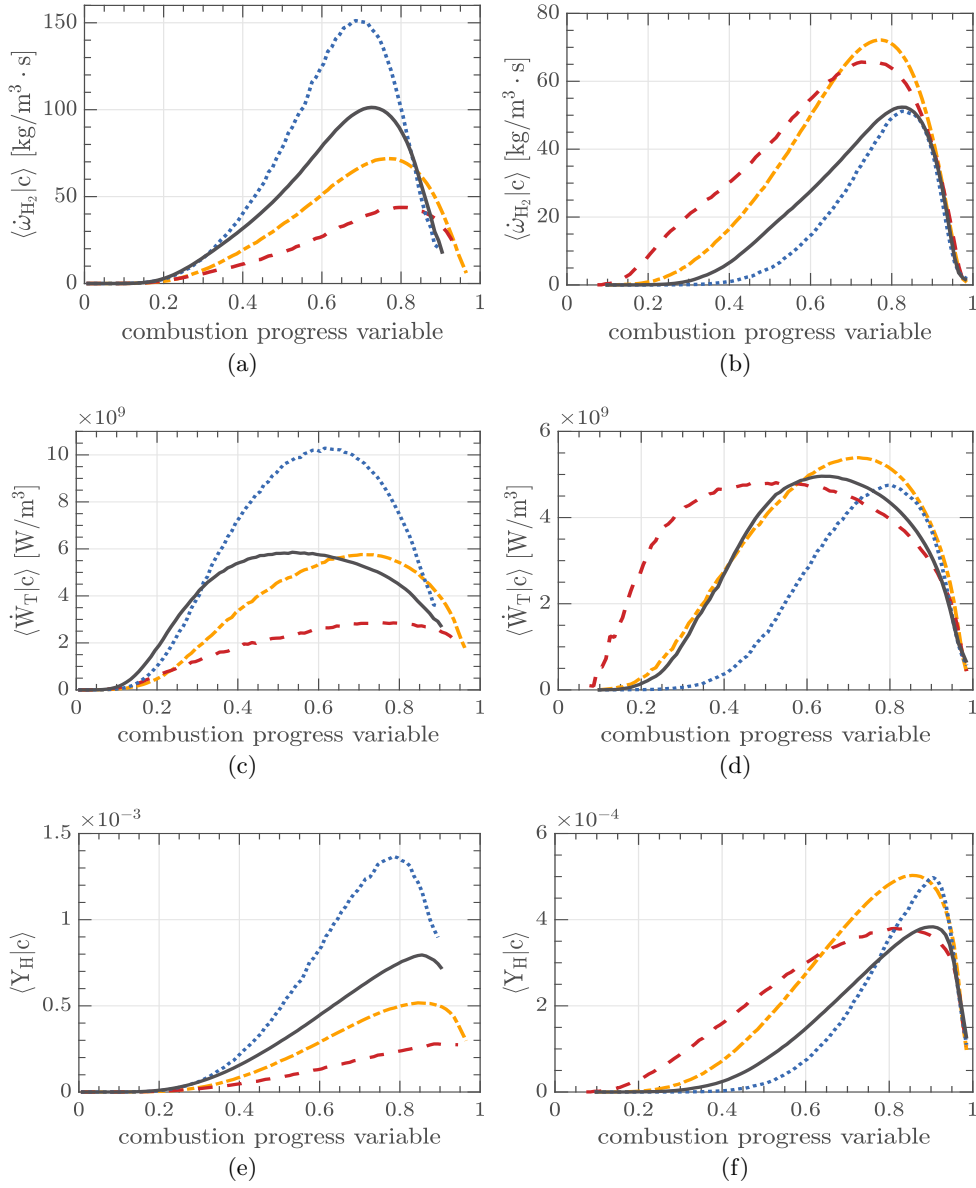 ⟨ω̇_H₂|c⟩ [kg/m³ · s]
150
100
50
0
0 0.2 0.4 0.6 0.8 1
combustion progress variable
(a)
⟨ω̇_H₂|c⟩ [kg/m³ · s]
80
60
40
20
0
0 0.2 0.4 0.6 0.8 1
combustion progress variable
(b)
×10⁹
⟨Ẇ_T|c⟩ [W/m³]
10
8
6
4
2
0
0 0.2 0.4 0.6 0.8 1
combustion progress variable
(c)
×10⁹
⟨Ẇ_T|c⟩ [W/m³]
6
4
2
0
0 0.2 0.4 0.6 0.8 1
combustion progress variable
(d)
×10⁻³
⟨Y_H|c⟩
1.5
1
0.5
0
0 0.2 0.4 0.6 0.8 1
combustion progress variable
(e)
×10⁻⁴
⟨Y_H|c⟩
6
4
2
0
0 0.2 0.4 0.6 0.8 1
combustion progress variable
(f)